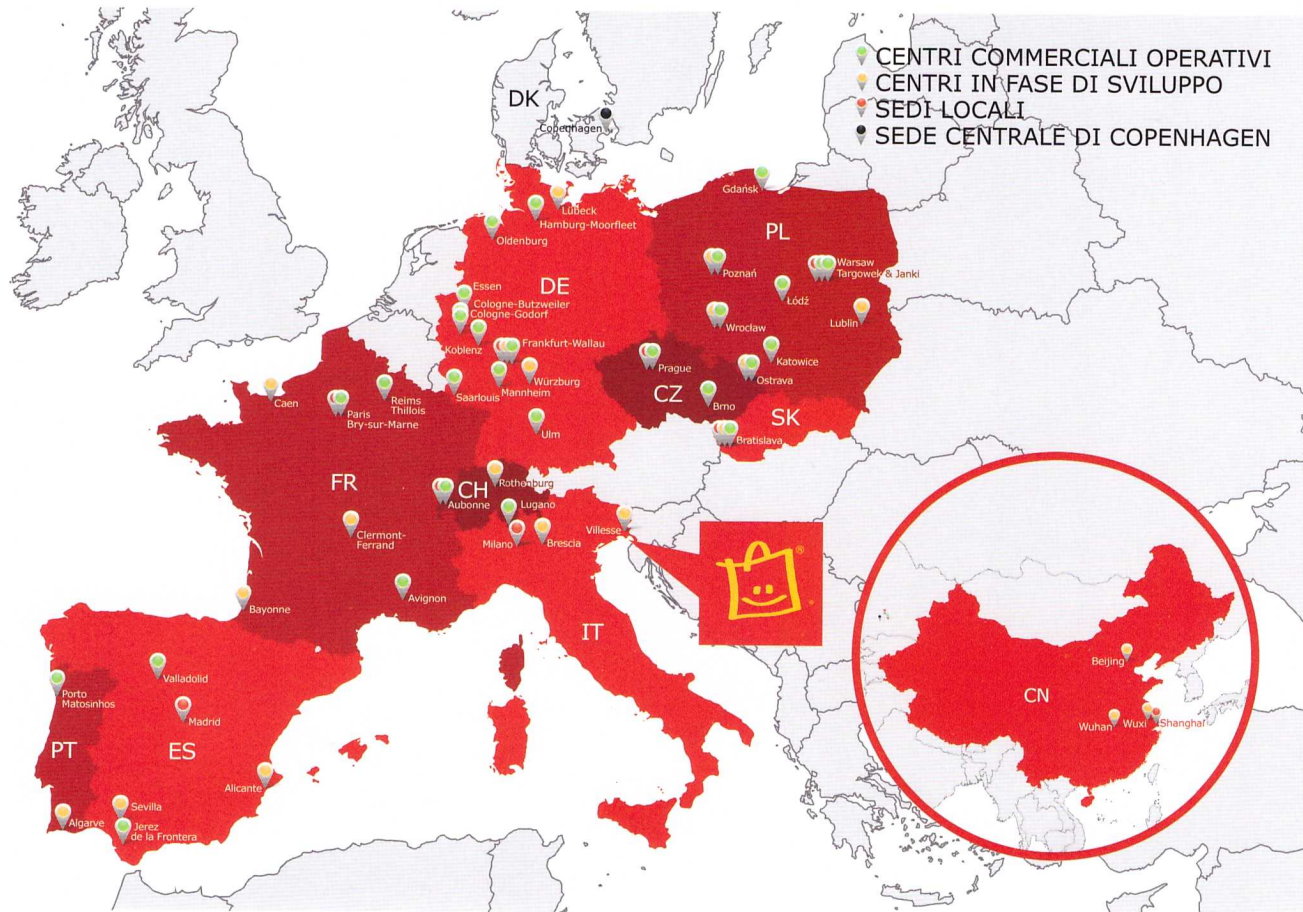 CENTRI COMMERCIALI OPERATIVI
CENTRI IN FASE DI SVILUPPO
SEDI LOCALI
SEDE CENTRALE DI COPENHAGEN
DK
Copenhagen
Gdańsk
Lübeck
Hamburg-Moorfleet
Oldenburg
PL
DE
Poznań
Warsaw
Targowek & Janki
Essen
Cologne-Butzweiler
Cologne-Godorf
Łódź
Lublin
Wrocław
Koblenz
Frankfurt-Wallau
Katowice
Prague
Ostrava
Würzburg
Mannheim
Saarlouis
CZ
Brno
Caen
Reims
Thillois
Paris
Bry-sur-Marne
Ulm
SK
Bratislava
FR
CH
Rothenburg
Aubonne
Lugano
Clermont-
Ferrand
Milano
Brescia
Villesse
®
Bayonne
Avignon
IT
Valladolid
Porto
Matosinhos
Madrid
PT
ES
Alicante
Sevilla
Algarve
Jerez
de la Frontera
Beijing
CN
Wuhan
Wuxi
Shanghai